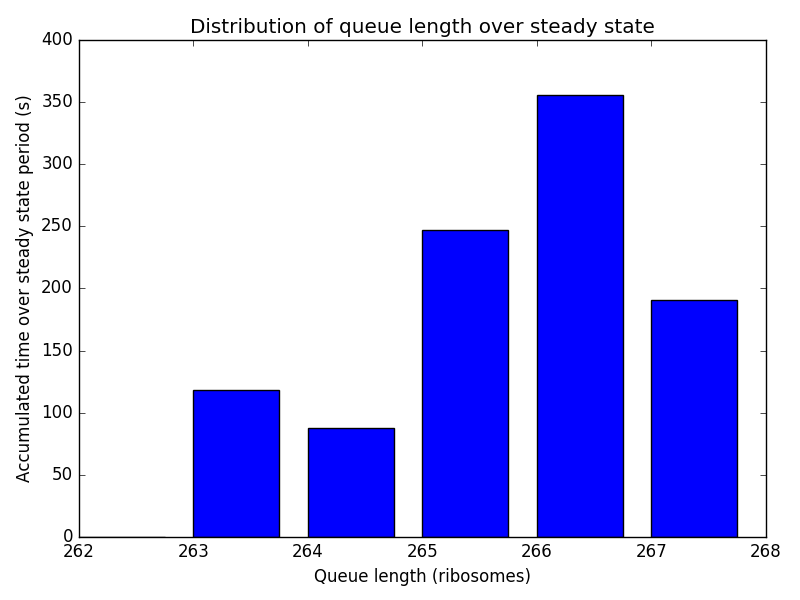 Distribution of queue length over steady state
400
350
300
250
200
150
100
50
0
Accumulated time over steady state period (s)
262 263 264 265 266 267 268
Queue length (ribosomes)